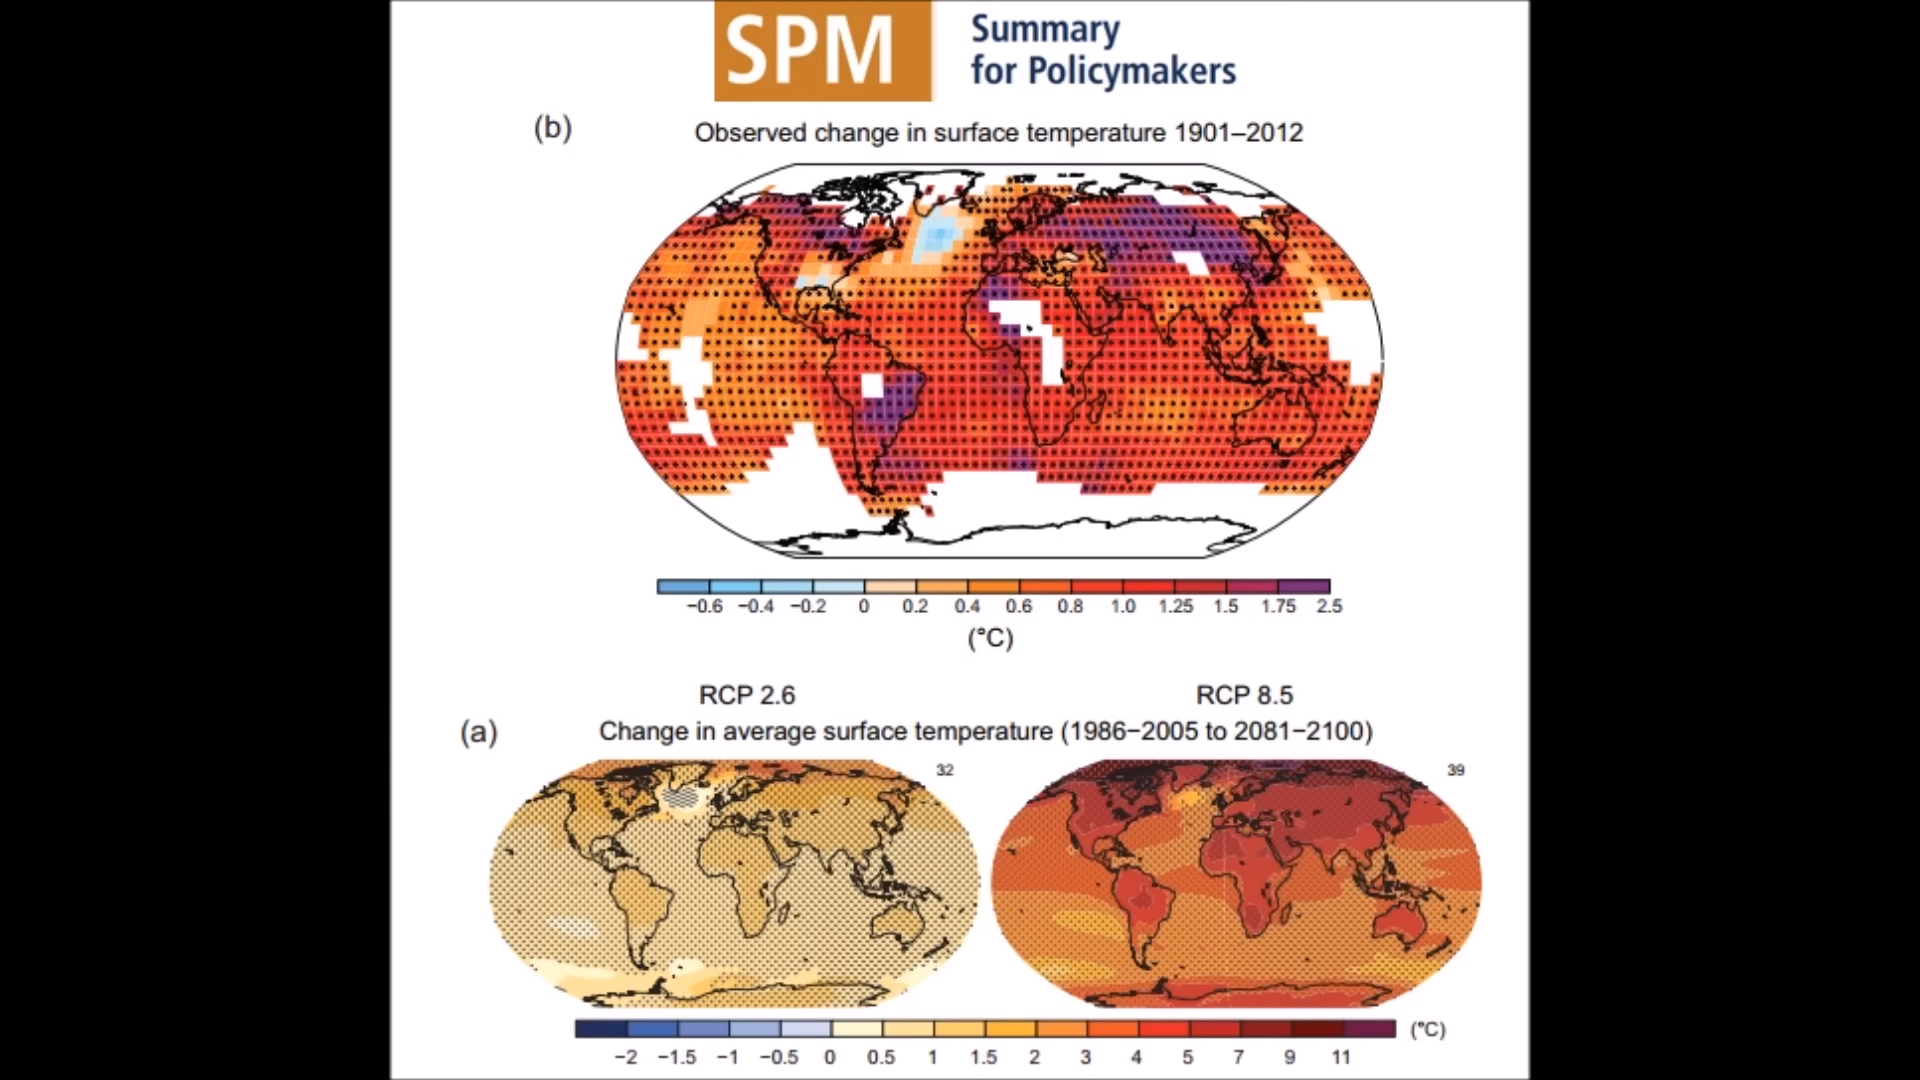 SPM
Summary
for Policymakers
(b)
Observed change in surface temperature 1901–2012
−0.6 −0.4 −0.2 0 0.2 0.4 0.6 0.8 1.0 1.25 1.5 1.75 2.5
(°C)
RCP 2.6 RCP 8.5
(a) Change in average surface temperature (1986−2005 to 2081−2100)
32 39
−2 −1.5 −1 −0.5 0 0.5 1 1.5 2 3 4 5 7 9 11 (°C)